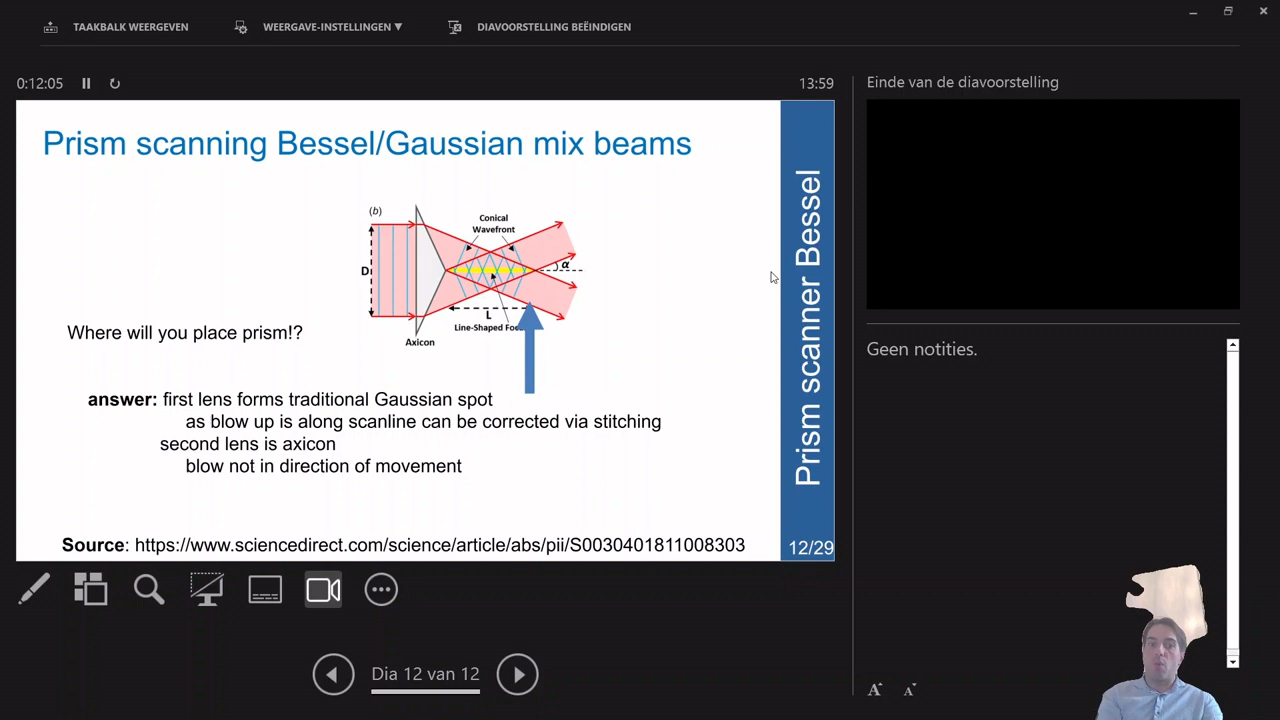 TAAKBALK WEERGEVEN
WEERGAVE-INSTELLINGEN ▼
DIAVOORSTELLING BEËINDIGEN
0:12:05
13:59
Einde van de diavoorstelling
Prism scanning Bessel/Gaussian mix beams
(b)
Conical
Wavefront
D
α
L
Line-Shaped
Axicon
Where will you place prism!?
answer: first lens forms traditional Gaussian spot
as blow up is along scanline can be corrected via stitching
second lens is axicon
blow not in direction of movement
Source: https://www.sciencedirect.com/science/article/abs/pii/S0030401811008303
Prism scanner Bessel
12/29
Geen notities.
Dia 12 van 12
A
A